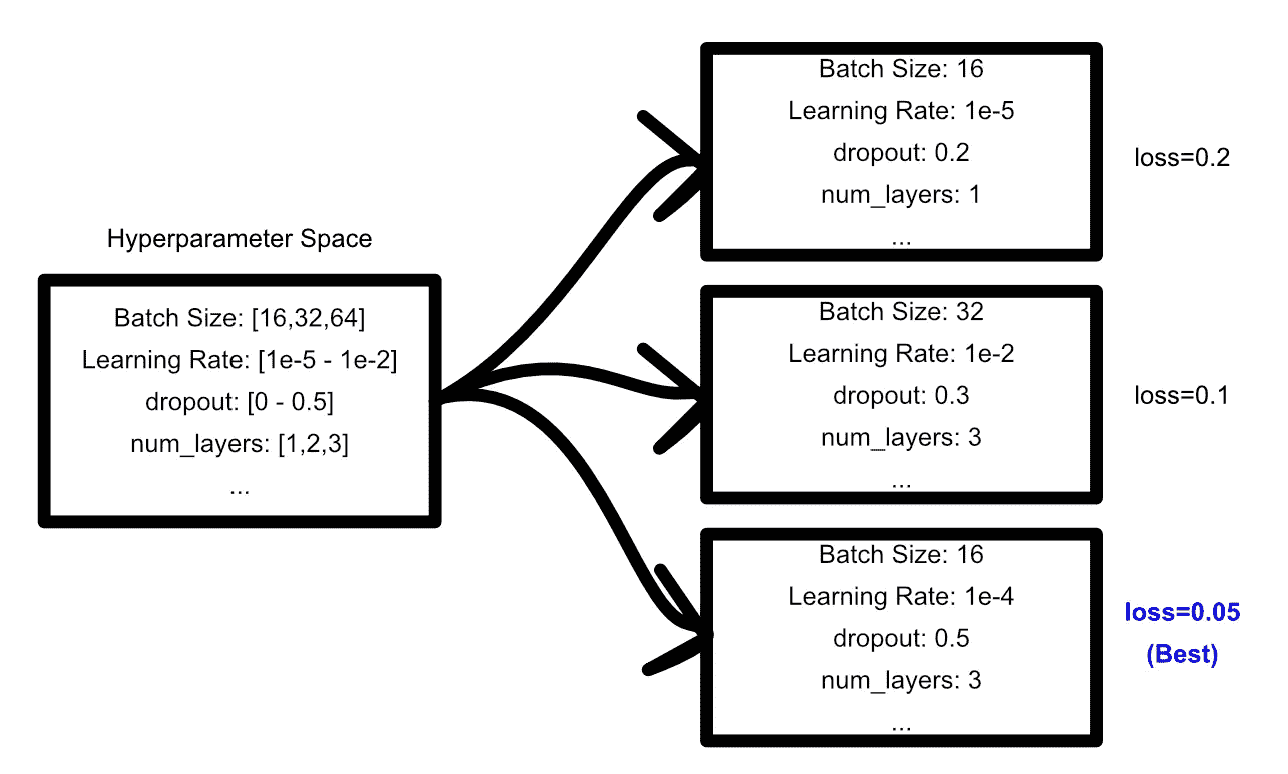 Hyperparameter Space
Batch Size: [16,32,64]
Learning Rate: [1e-5 - 1e-2]
dropout: [0 - 0.5]
num_layers: [1,2,3]
...
Batch Size: 16
Learning Rate: 1e-5
dropout: 0.2
num_layers: 1
...
loss=0.2
Batch Size: 32
Learning Rate: 1e-2
dropout: 0.3
num_layers: 3
...
loss=0.1
Batch Size: 16
Learning Rate: 1e-4
dropout: 0.5
num_layers: 3
...
loss=0.05
(Best)